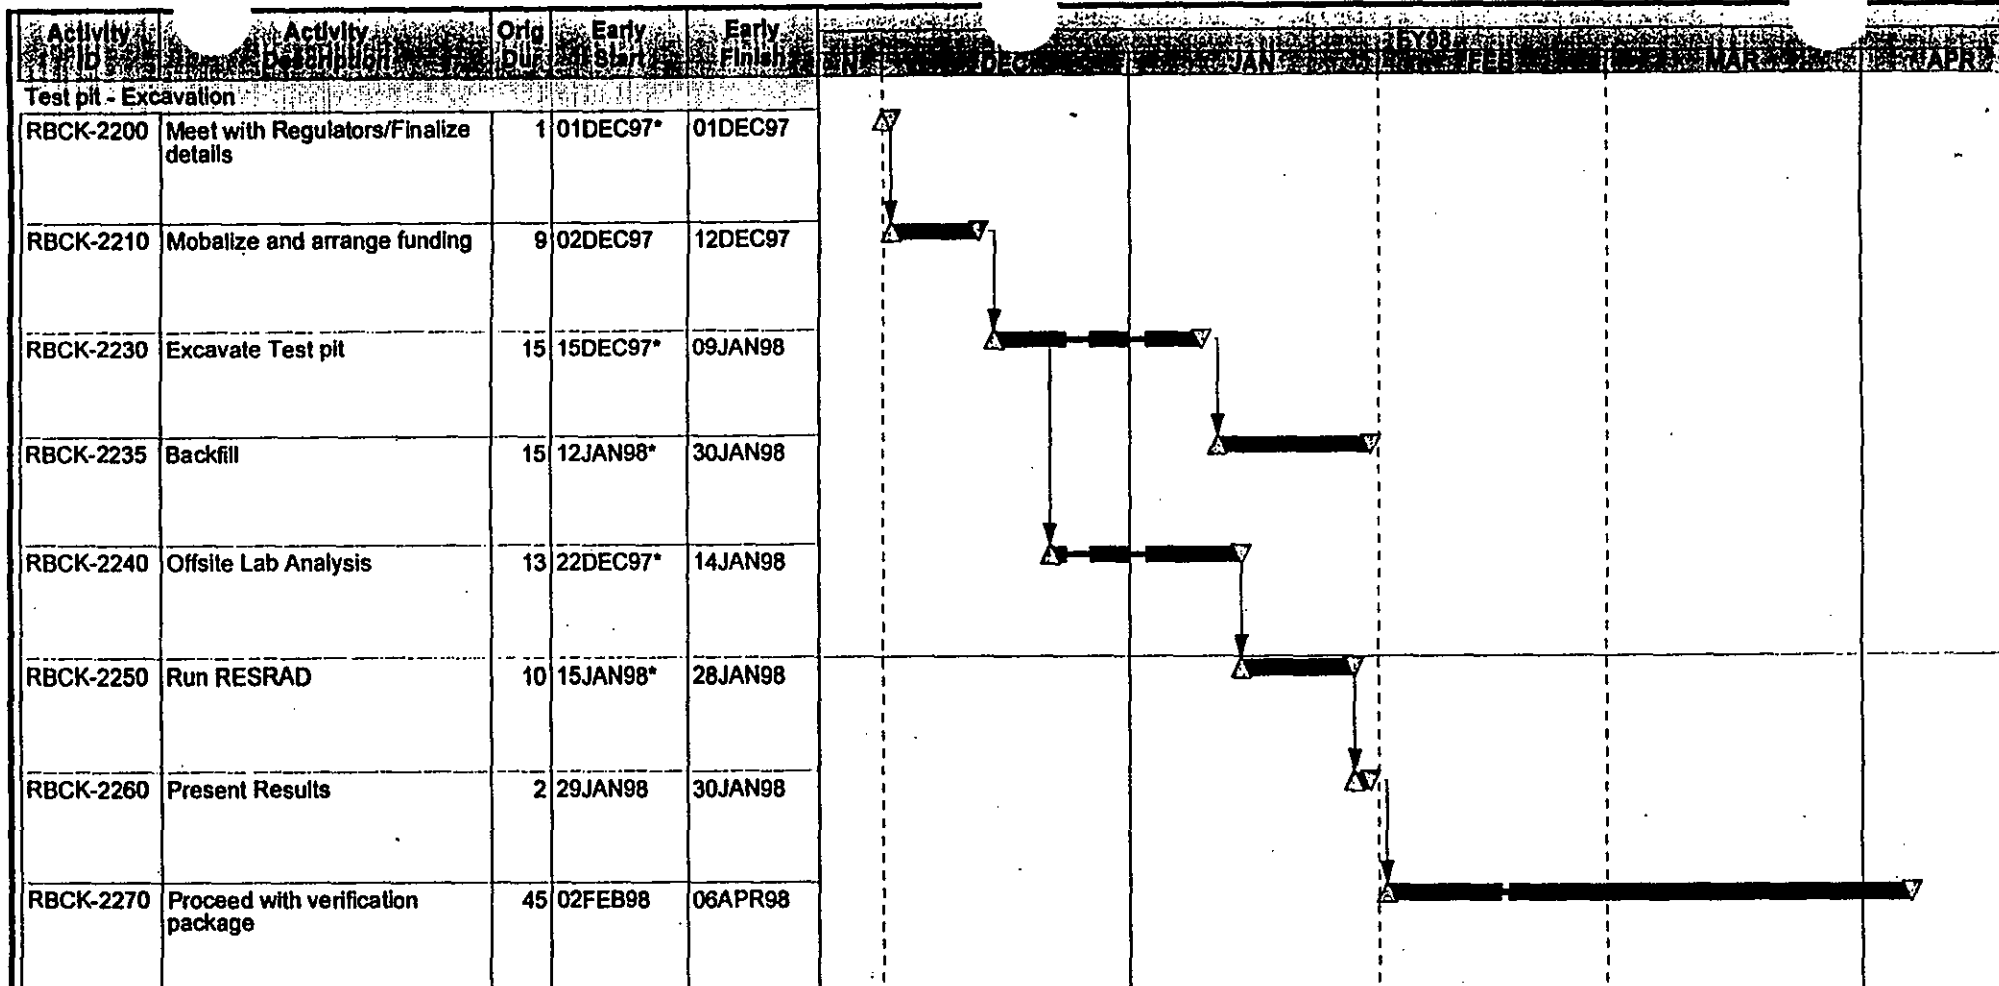 Activity Activity Orig Early Early
ID Description Dur Start Finish
FY98
N DEC JAN FEB MAR APR
Test pit - Excavation
RBCK-2200 Meet with Regulators/Finalize 1 01DEC97* 01DEC97
details
RBCK-2210 Mobalize and arrange funding 9 02DEC97 12DEC97
RBCK-2230 Excavate Test pit 15 15DEC97* 09JAN98
RBCK-2235 Backfill 15 12JAN98* 30JAN98
RBCK-2240 Offsite Lab Analysis 13 22DEC97* 14JAN98
RBCK-2250 Run RESRAD 10 15JAN98* 28JAN98
RBCK-2260 Present Results 2 29JAN98 30JAN98
RBCK-2270 Proceed with verification 45 02FEB98 06APR98
package